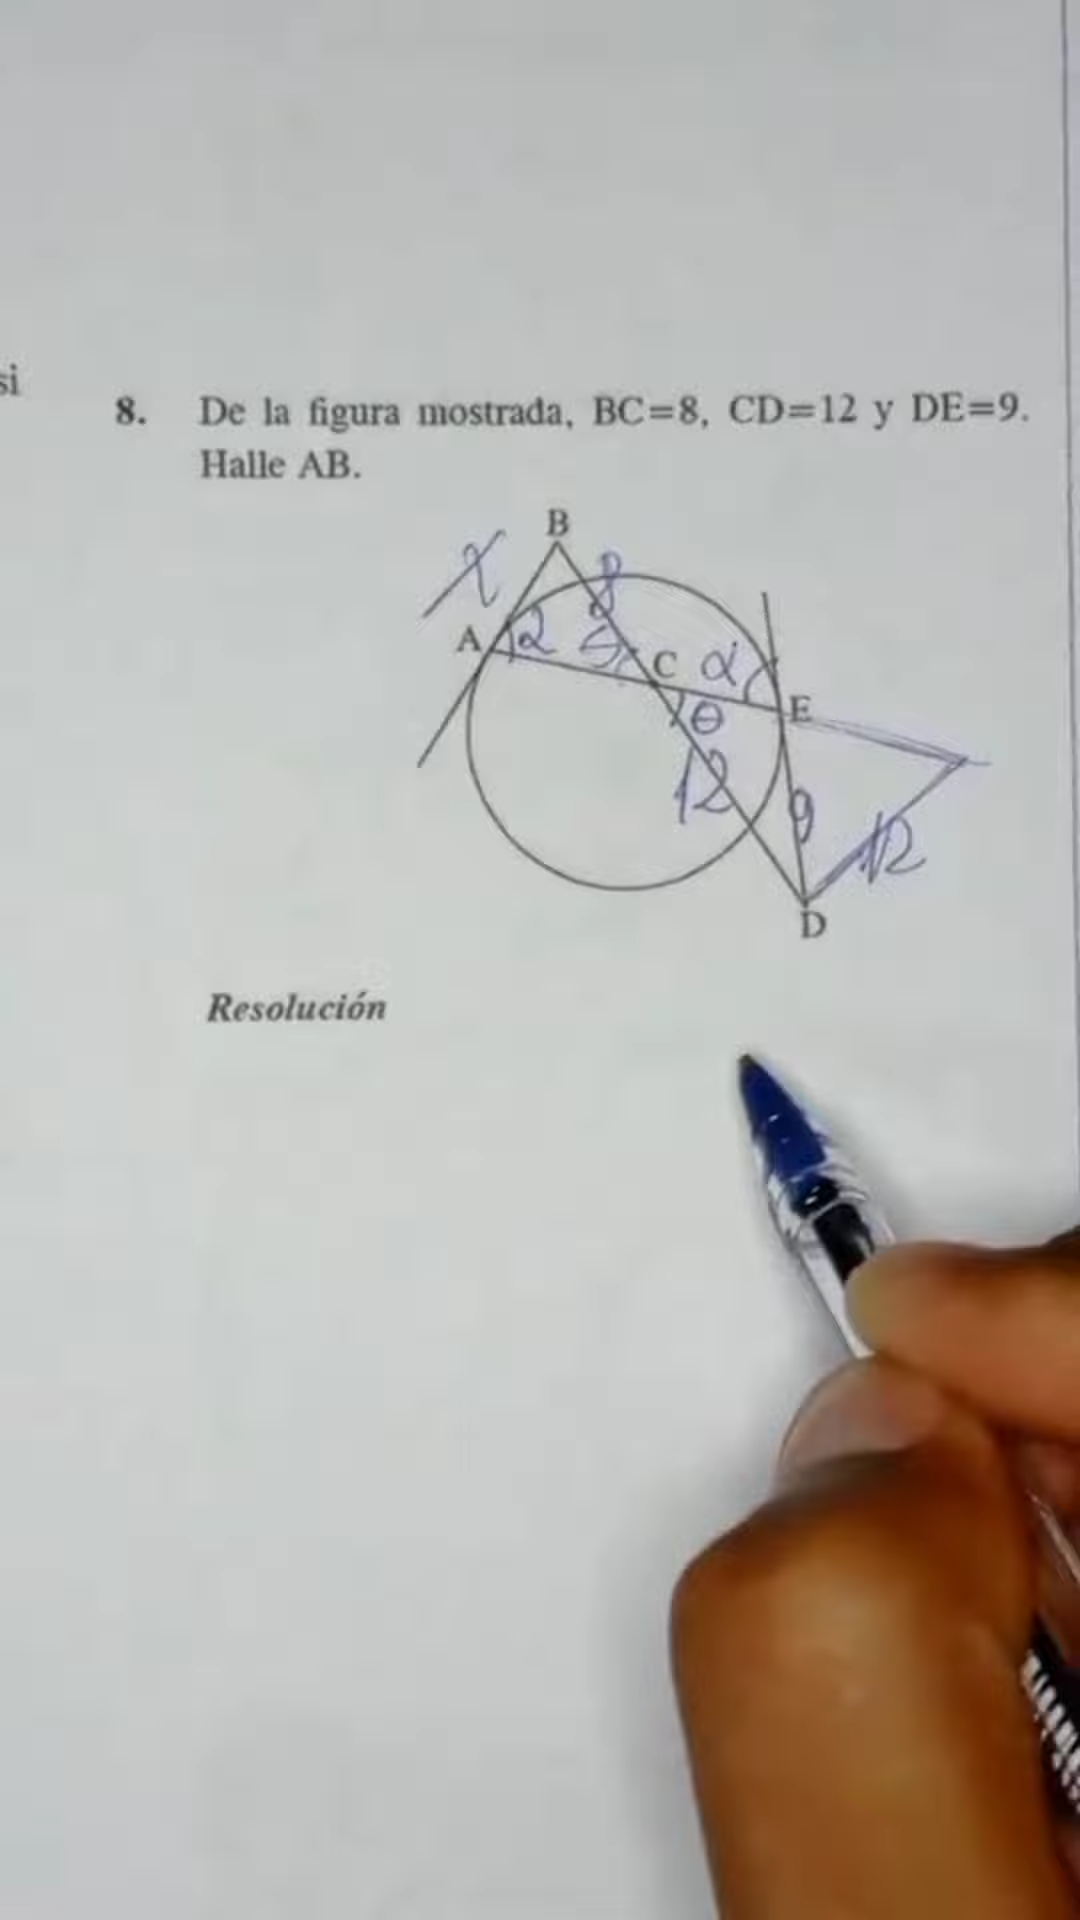 si
8. De la figura mostrada, BC=8, CD=12 y DE=9.
Halle AB.
B
x 8
A α θ C α
θ E
12 9 12
D
Resolución